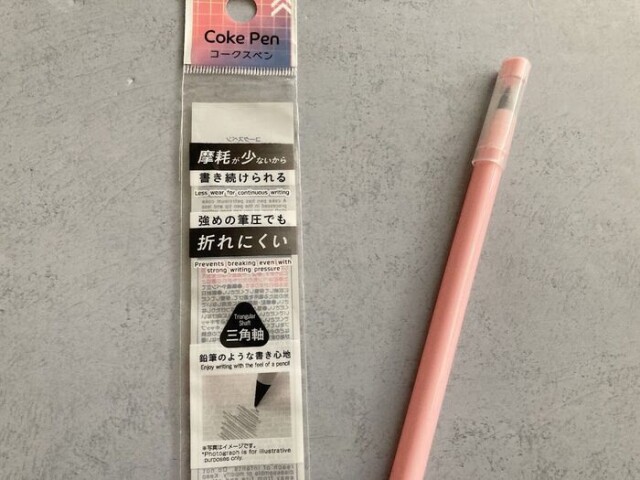 Coke Pen
コークスペン
摩耗が少ないから
書き続けられる
Less wear for continuous writing
強めの筆圧でも
折れにくい
Prevents breaking even with
strong writing pressure
Triangular
Shaft
三角軸
鉛筆のような書き心地
Enjoy writing with the feel of a pencil
※写真はイメージです。
*Photograph is for illustrative
purposes only.